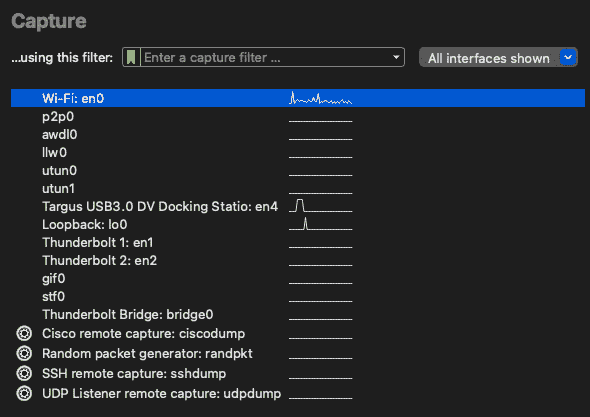 Capture
...using this filter: Enter a capture filter ... All interfaces shown
Wi-Fi: en0
p2p0
awdl0
llw0
utun0
utun1
Targus USB3.0 DV Docking Statio: en4
Loopback: lo0
Thunderbolt 1: en1
Thunderbolt 2: en2
gif0
stf0
Thunderbolt Bridge: bridge0
Cisco remote capture: ciscodump
Random packet generator: randpkt
SSH remote capture: sshdump
UDP Listener remote capture: udpdump